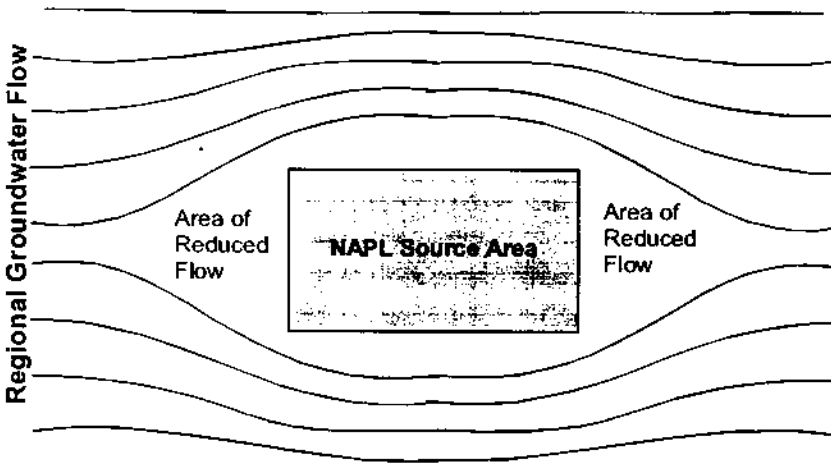 Regional Groundwater Flow
Area of
Reduced
Flow
NAPL Source Area
Area of
Reduced
Flow